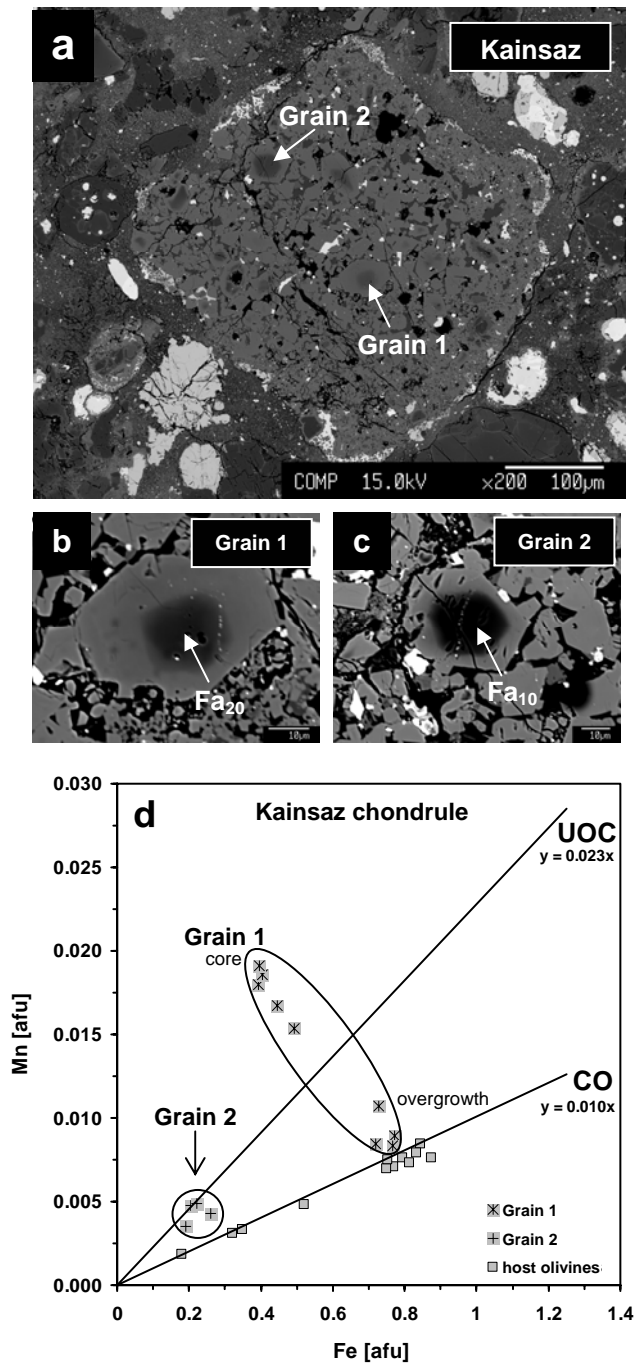 a
Kainsaz
Grain 2
Grain 1
COMP 15.0kV ×200 100µm
b
Grain 1
Fa20
10µm
c
Grain 2
Fa10
10µm
d
Kainsaz chondrule
0.030
0.025
0.020
0.015
0.010
0.005
0.000
Mn [afu]
UOC
y = 0.023x
Grain 1
core
overgrowth
CO
y = 0.010x
Grain 2
Grain 1
Grain 2
host olivines
0 0.2 0.4 0.6 0.8 1 1.2 1.4
Fe [afu]